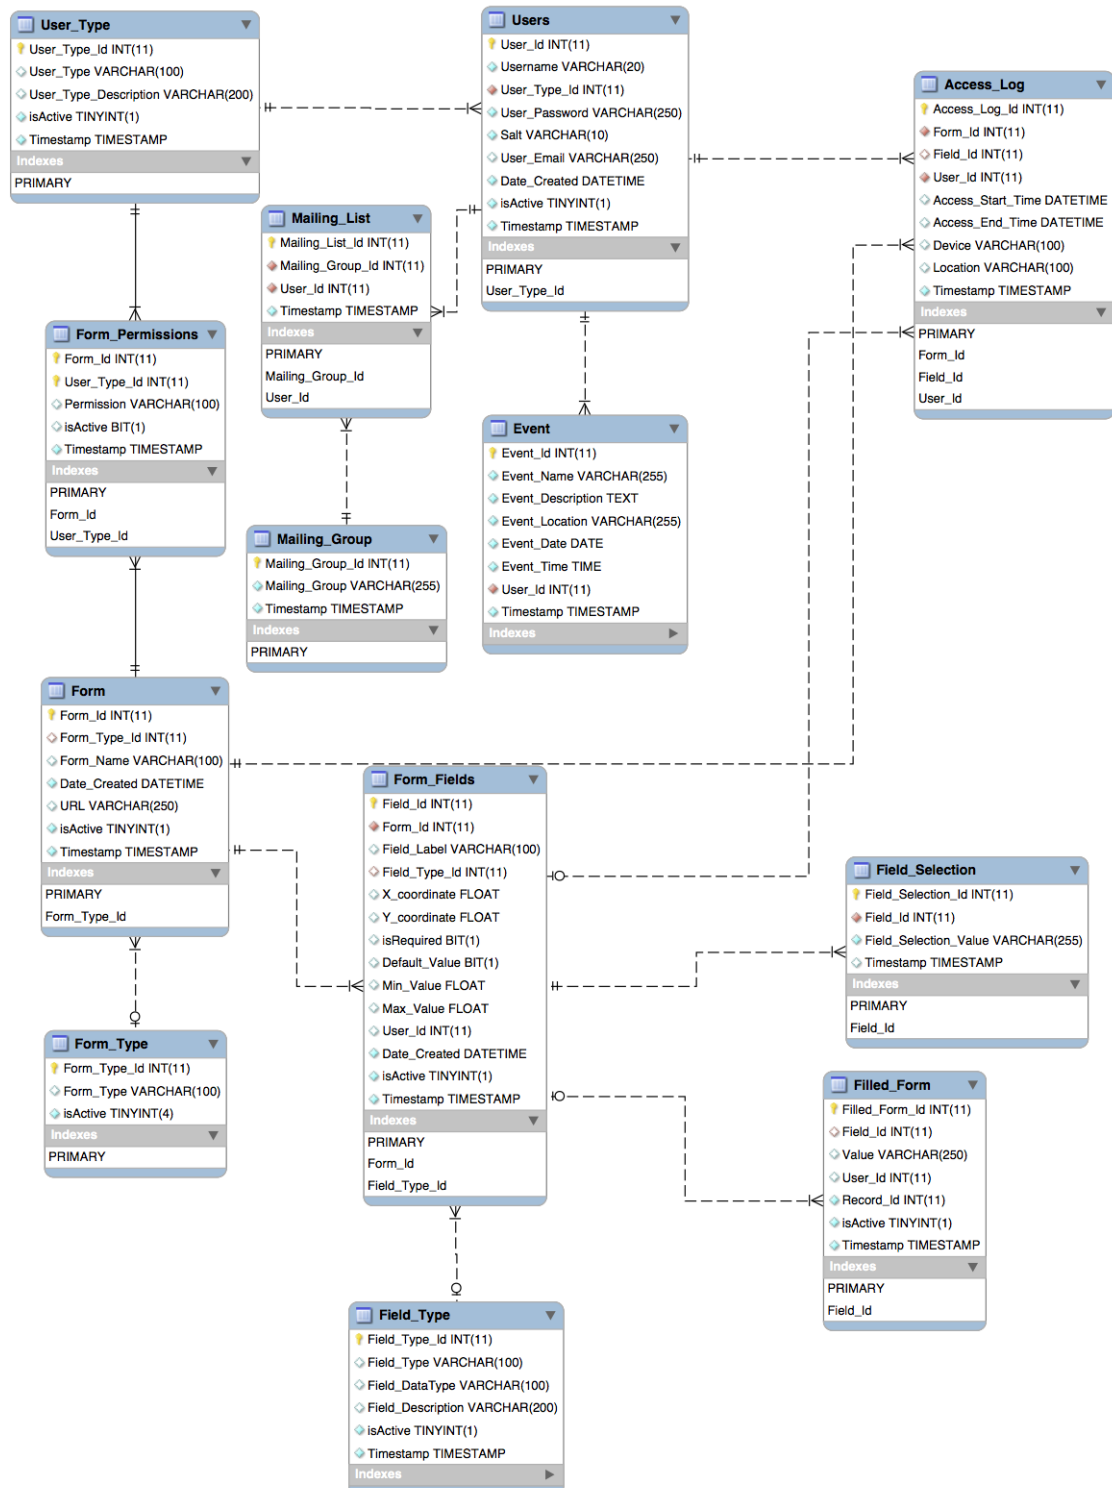 User_Type
User_Type_Id INT(11)
User_Type VARCHAR(100)
User_Type_Description VARCHAR(200)
isActive TINYINT(1)
Timestamp TIMESTAMP
Indexes
PRIMARY
Users
User_Id INT(11)
Username VARCHAR(20)
User_Type_Id INT(11)
User_Password VARCHAR(250)
Salt VARCHAR(10)
User_Email VARCHAR(250)
Date_Created DATETIME
isActive TINYINT(1)
Timestamp TIMESTAMP
Indexes
PRIMARY
User_Type_Id
Access_Log
Access_Log_Id INT(11)
Form_Id INT(11)
Field_Id INT(11)
User_Id INT(11)
Access_Start_Time DATETIME
Access_End_Time DATETIME
Device VARCHAR(100)
Location VARCHAR(100)
Timestamp TIMESTAMP
Indexes
PRIMARY
Form_Id
Field_Id
User_Id
Mailing_List
Mailing_List_Id INT(11)
Mailing_Group_Id INT(11)
User_Id INT(11)
Timestamp TIMESTAMP
Indexes
PRIMARY
Mailing_Group_Id
User_Id
Form_Permissions
Form_Id INT(11)
User_Type_Id INT(11)
Permission VARCHAR(100)
isActive BIT(1)
Timestamp TIMESTAMP
Indexes
PRIMARY
Form_Id
User_Type_Id
Event
Event_Id INT(11)
Event_Name VARCHAR(255)
Event_Description TEXT
Event_Location VARCHAR(255)
Event_Date DATE
Event_Time TIME
User_Id INT(11)
Timestamp TIMESTAMP
Indexes
Mailing_Group
Mailing_Group_Id INT(11)
Mailing_Group VARCHAR(255)
Timestamp TIMESTAMP
Indexes
PRIMARY
Form
Form_Id INT(11)
Form_Type_Id INT(11)
Form_Name VARCHAR(100)
Date_Created DATETIME
URL VARCHAR(250)
isActive TINYINT(1)
Timestamp TIMESTAMP
Indexes
PRIMARY
Form_Type_Id
Form_Fields
Field_Id INT(11)
Form_Id INT(11)
Field_Label VARCHAR(100)
Field_Type_Id INT(11)
X_coordinate FLOAT
Y_coordinate FLOAT
isRequired BIT(1)
Default_Value BIT(1)
Min_Value FLOAT
Max_Value FLOAT
User_Id INT(11)
Date_Created DATETIME
isActive TINYINT(1)
Timestamp TIMESTAMP
Indexes
PRIMARY
Form_Id
Field_Type_Id
Field_Selection
Field_Selection_Id INT(11)
Field_Id INT(11)
Field_Selection_Value VARCHAR(255)
Timestamp TIMESTAMP
Indexes
PRIMARY
Field_Id
Form_Type
Form_Type_Id INT(11)
Form_Type VARCHAR(100)
isActive TINYINT(4)
Indexes
PRIMARY
Filled_Form
Filled_Form_Id INT(11)
Field_Id INT(11)
Value VARCHAR(250)
User_Id INT(11)
Record_Id INT(11)
isActive TINYINT(1)
Timestamp TIMESTAMP
Indexes
PRIMARY
Field_Id
Field_Type
Field_Type_Id INT(11)
Field_Type VARCHAR(100)
Field_DataType VARCHAR(100)
Field_Description VARCHAR(200)
isActive TINYINT(1)
Timestamp TIMESTAMP
Indexes